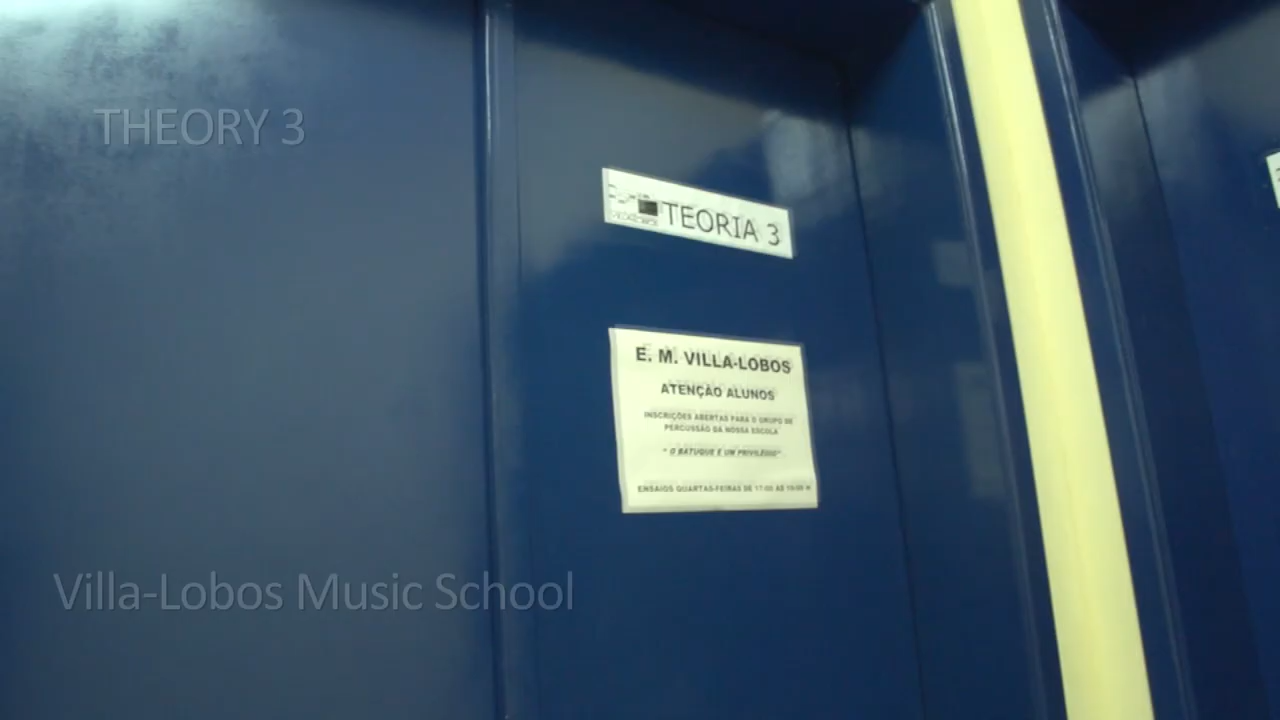 THEORY 3
TEORIA 3
E. M. VILLA-LOBOS
ATENÇÃO ALUNOS
INSCRIÇÕES ABERTAS PARA O GRUPO DE
PERCUSSÃO DA NOSSA ESCOLA
" O BATUQUE É UM PRIVILÉGIO"
ENSAIOS QUARTAS-FEIRAS DE 17:00 ÀS 19:00 H
Villa-Lobos Music School